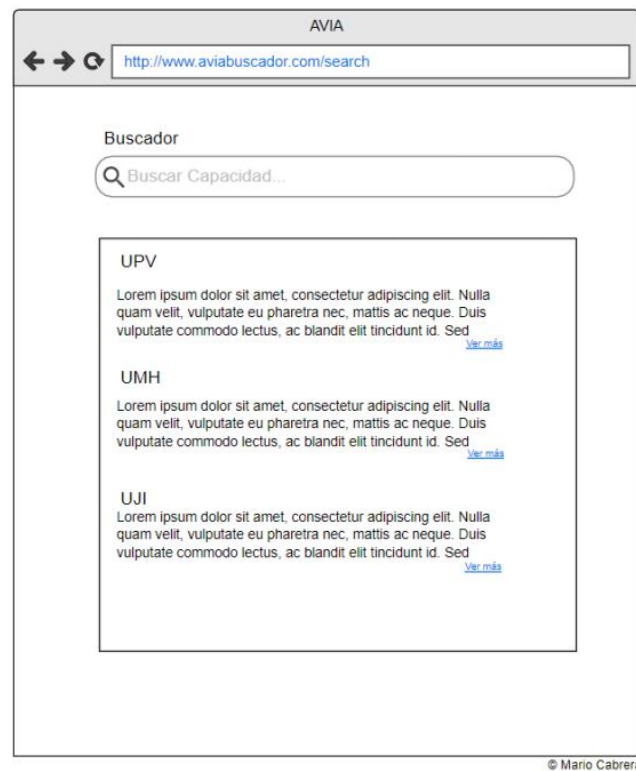 AVIA
http://www.aviabuscador.com/search
Buscador
Buscar Capacidad...
UPV
Lorem ipsum dolor sit amet, consectetur adipiscing elit. Nulla
quam velit, vulputate eu pharetra nec, mattis ac neque. Duis
vulputate commodo lectus, ac blandit elit tincidunt id. Sed
Ver más
UMH
Lorem ipsum dolor sit amet, consectetur adipiscing elit. Nulla
quam velit, vulputate eu pharetra nec, mattis ac neque. Duis
vulputate commodo lectus, ac blandit elit tincidunt id. Sed
Ver más
UJI
Lorem ipsum dolor sit amet, consectetur adipiscing elit. Nulla
quam velit, vulputate eu pharetra nec, mattis ac neque. Duis
vulputate commodo lectus, ac blandit elit tincidunt id. Sed
Ver más
© Mario Cabrera